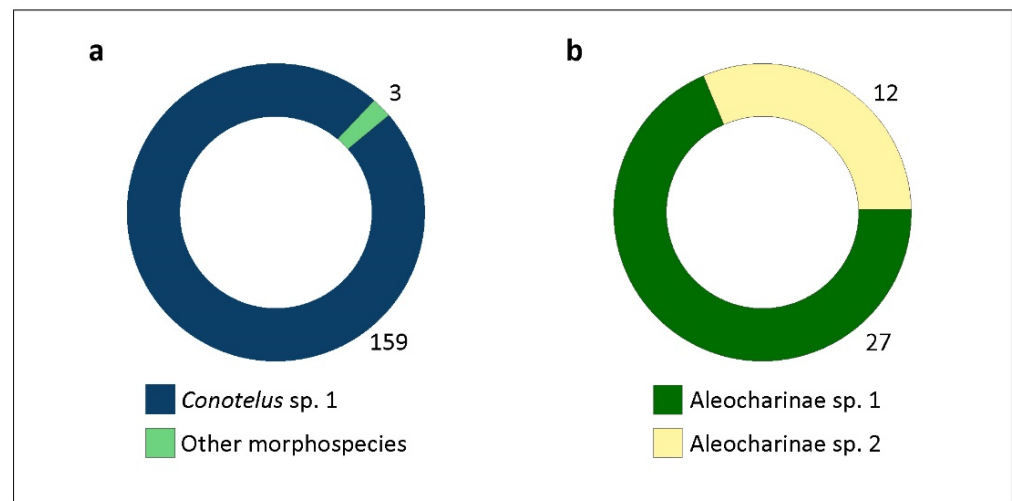 a
3
159
Conotelus sp. 1
Other morphospecies
b
12
27
Aleocharinae sp. 1
Aleocharinae sp. 2